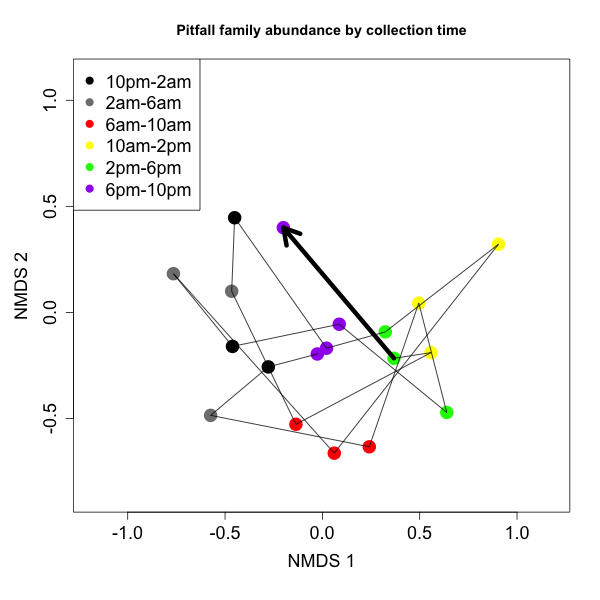 Pitfall family abundance by collection time
10pm-2am
2am-6am
6am-10am
10am-2pm
2pm-6pm
6pm-10pm
1.0
0.5
0.0
-0.5
NMDS 2
-1.0 -0.5 0.0 0.5 1.0
NMDS 1